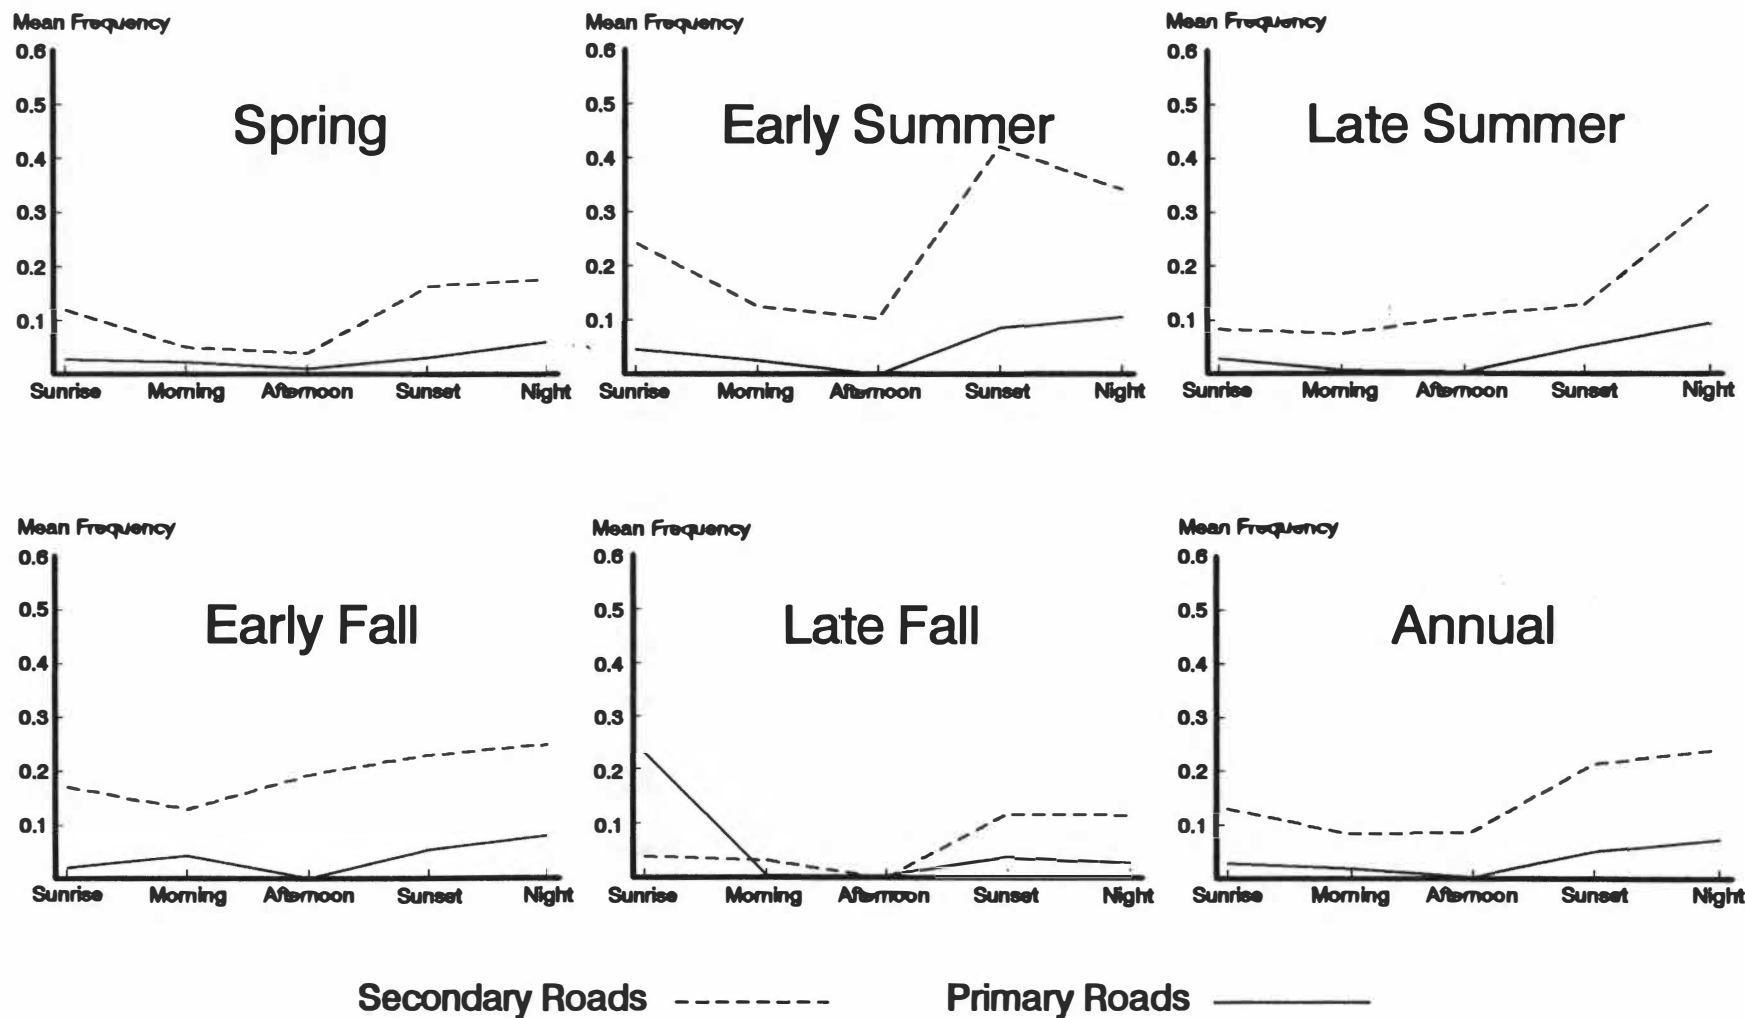 Mean Frequency
0.6
0.5
0.4
0.3
0.2
0.1
Spring
Sunrise Morning Afternoon Sunset Night
Mean Frequency
0.6
0.5
0.4
0.3
0.2
0.1
Early Summer
Sunrise Morning Afternoon Sunset Night
Mean Frequency
0.6
0.5
0.4
0.3
0.2
0.1
Late Summer
Sunrise Morning Afternoon Sunset Night
Mean Frequency
0.6
0.5
0.4
0.3
0.2
0.1
Early Fall
Sunrise Morning Afternoon Sunset Night
Mean Frequency
0.6
0.5
0.4
0.3
0.2
0.1
Late Fall
Sunrise Morning Afternoon Sunset Night
Mean Frequency
0.6
0.5
0.4
0.3
0.2
0.1
Annual
Sunrise Morning Afternoon Sunset Night
Secondary Roads Primary Roads